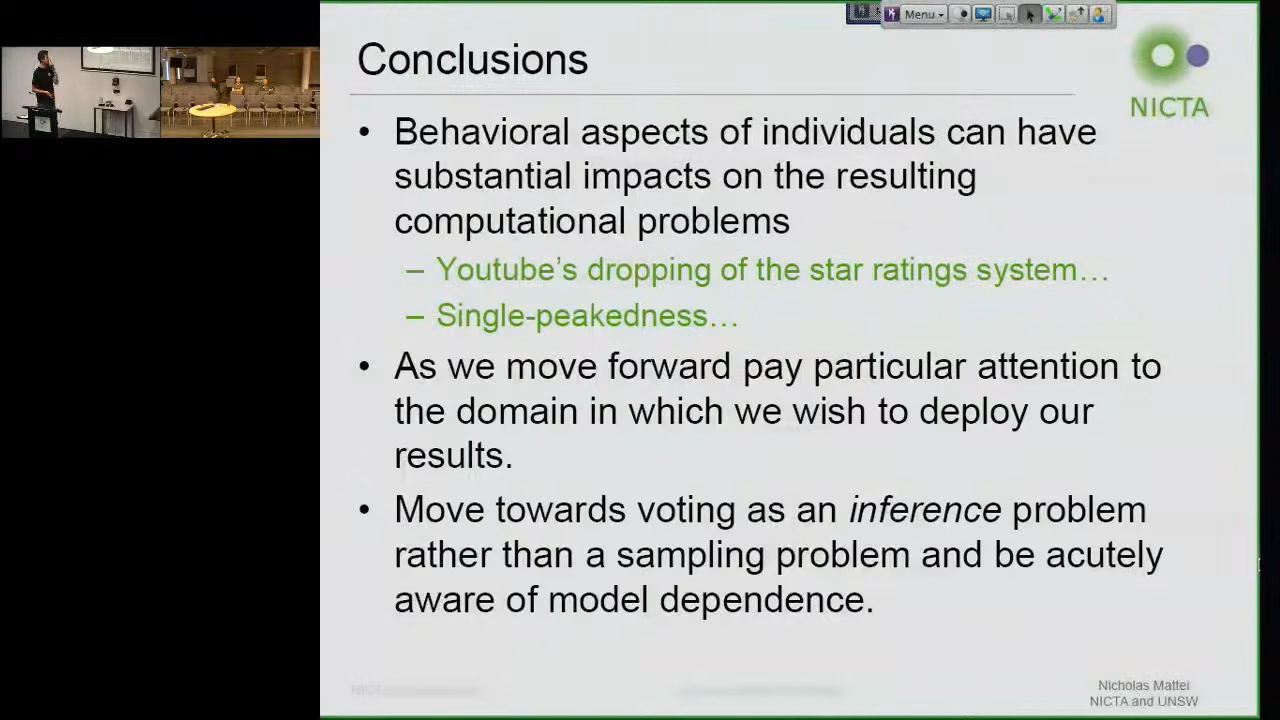 Menu
Conclusions
NICTA
• Behavioral aspects of individuals can have
substantial impacts on the resulting
computational problems
– Youtube’s dropping of the star ratings system…
– Single-peakedness…
• As we move forward pay particular attention to
the domain in which we wish to deploy our
results.
• Move towards voting as an inference problem
rather than a sampling problem and be acutely
aware of model dependence.
Nicholas Mattei
NICTA and UNSW